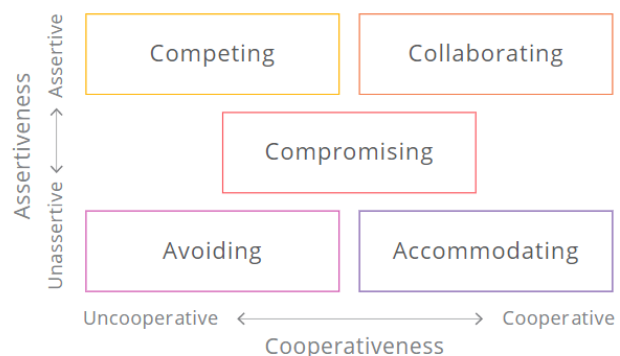 Assertiveness
Assertive
Unassertive
Competing
Collaborating
Compromising
Avoiding
Accommodating
Uncooperative
Cooperative
Cooperativeness